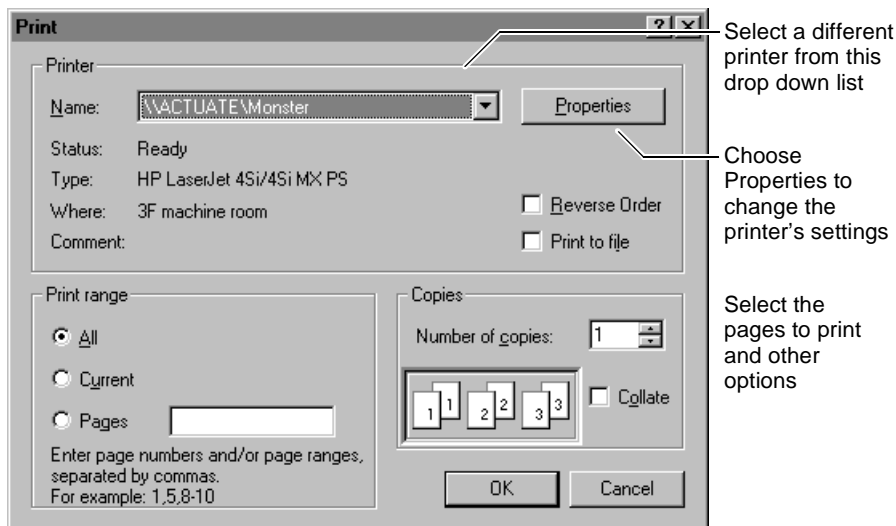 Print
?
Printer
Name: \\ACTUATE\Monster
Properties
Status: Ready
Type: HP LaserJet 4Si/4Si MX PS
Where: 3F machine room
Comment:
Reverse Order
Print to file
Print range
All
Current
Pages
Enter page numbers and/or page ranges,
separated by commas.
For example: 1,5,8-10
Copies
Number of copies: 1
1 1 2 2 3 3
Collate
OK
Cancel
Select a different
printer from this
drop down list
Choose
Properties to
change the
printer's settings
Select the
pages to print
and other
options